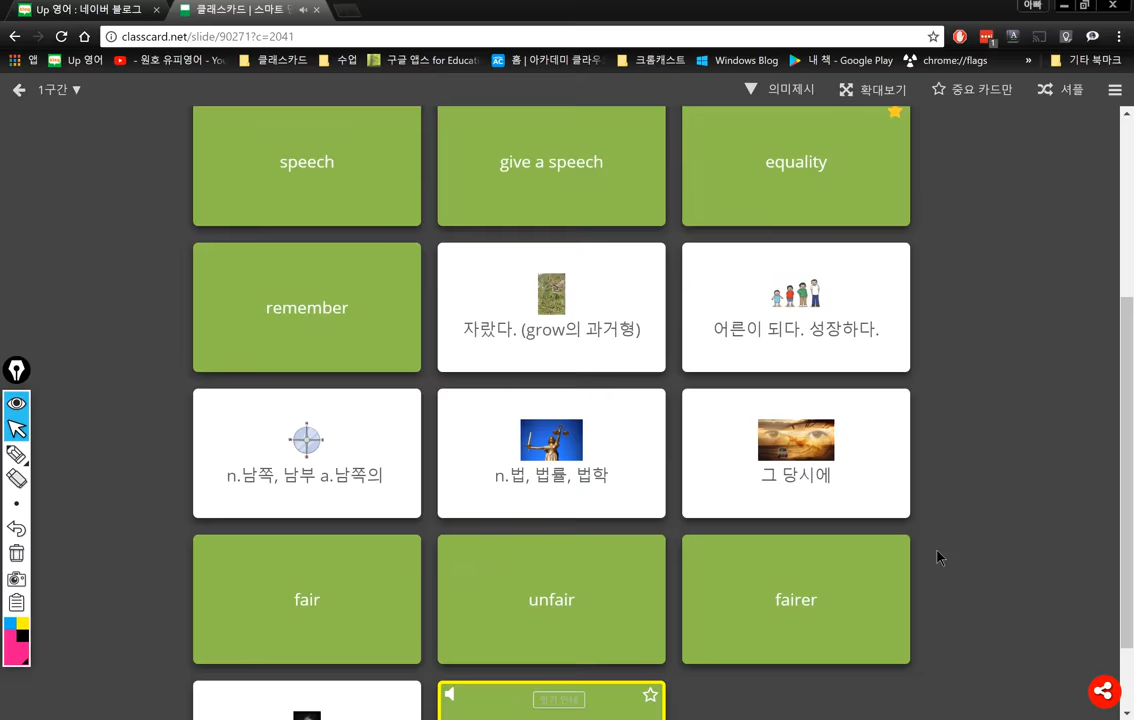 Up 영어 : 네이버 블로그
클래스카드 | 스마트
아빠
classcard.net/slide/90271?c=2041
앱
Up 영어
- 원호 유피영어 - You
클래스카드
수업
구글 앱스 for Educati
홈 | 아카데미 클라우
크롬캐스트
Windows Blog
내 책 - Google Play
chrome://flags
»
기타 북마크
1구간 ▼
의미제시
확대보기
중요 카드만
셔플
speech
give a speech
equality
remember
자랐다. (grow의 과거형)
어른이 되다. 성장하다.
n.남쪽, 남부 a.남쪽의
n.법, 법률, 법학
그 당시에
fair
unfair
fairer